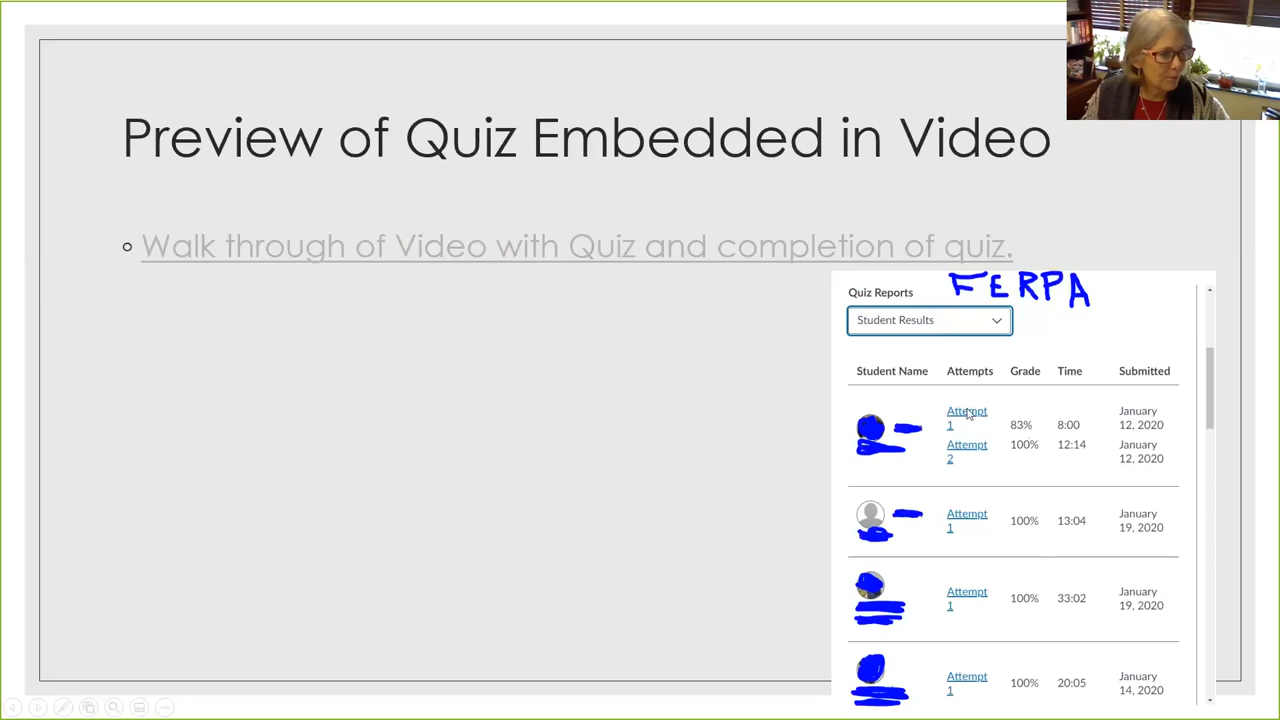 Preview of Quiz Embedded in Video
Walk through of Video with Quiz and completion of quiz.
FERPA
Quiz Reports
Student Results
Student Name Attempts Grade Time Submitted
Attempt 1 83% 8:00 January 12, 2020
Attempt 2 100% 12:14 January 12, 2020
Attempt 1 100% 13:04 January 19, 2020
Attempt 1 100% 33:02 January 19, 2020
Attempt 1 100% 20:05 January 14, 2020